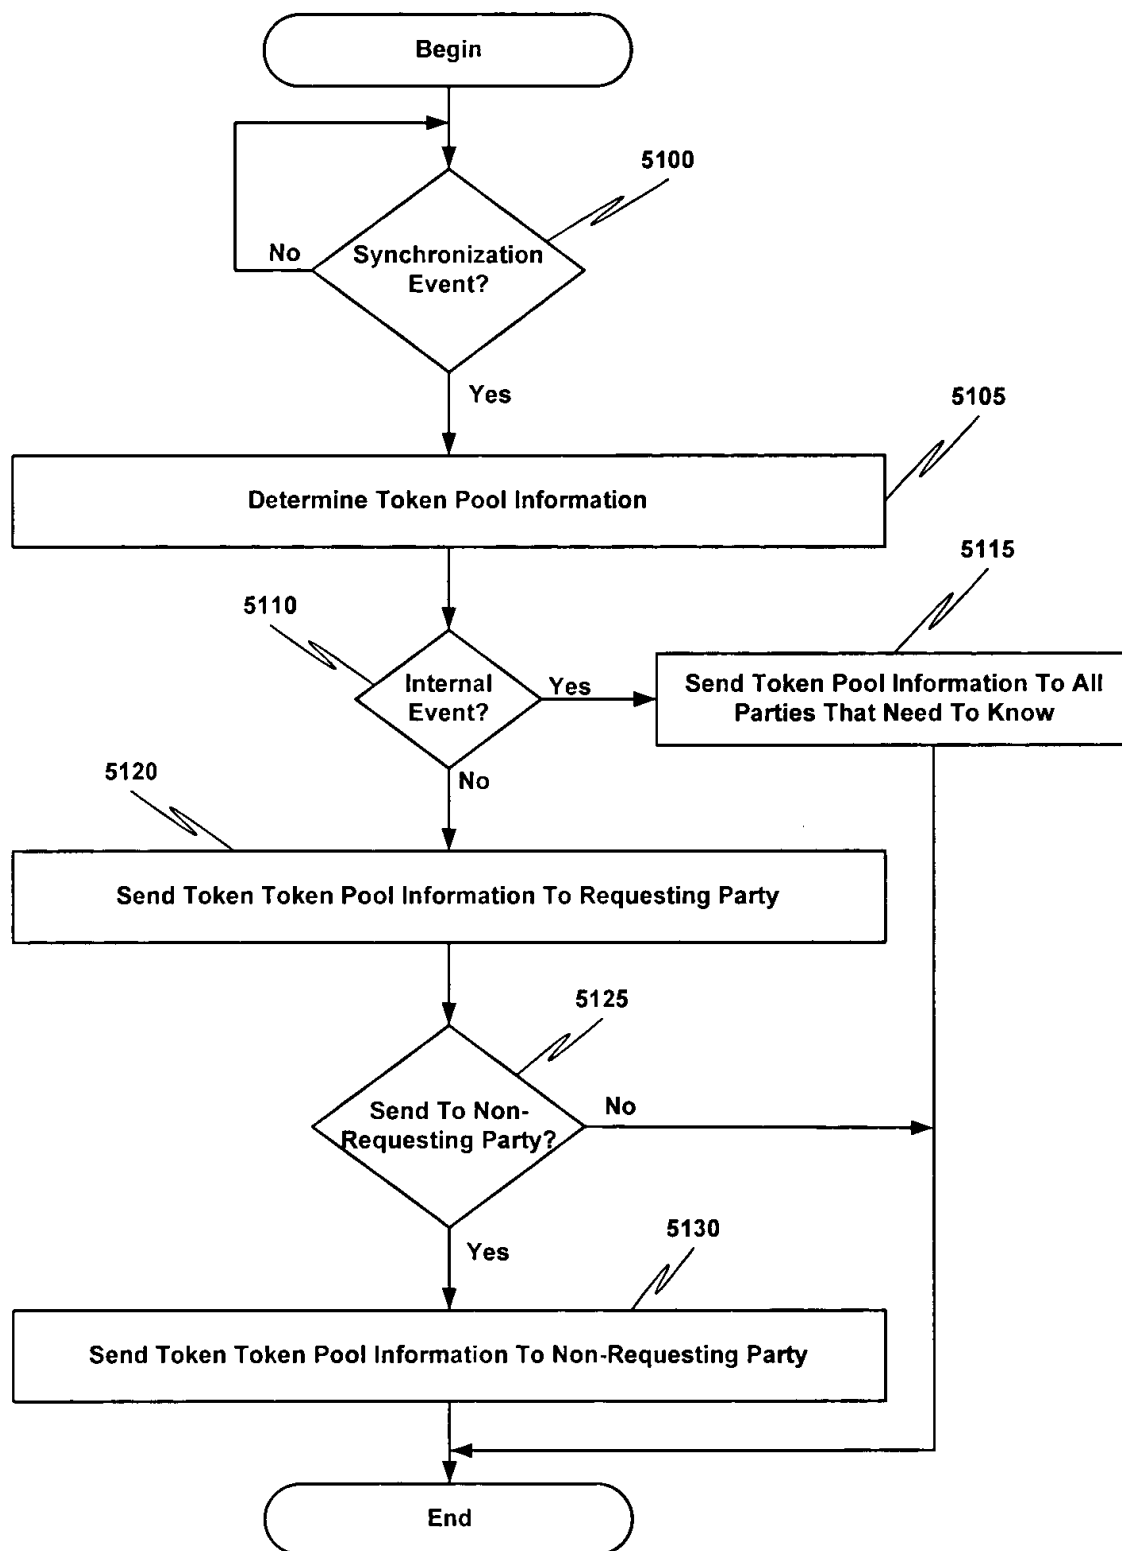 Begin
5100
No
Synchronization
Event?
Yes
5105
Determine Token Pool Information
5115
5110
Internal
Event?
Yes
Send Token Pool Information To All
Parties That Need To Know
No
5120
Send Token Token Pool Information To Requesting Party
5125
Send To Non-
Requesting Party?
No
Yes
5130
Send Token Token Pool Information To Non-Requesting Party
End